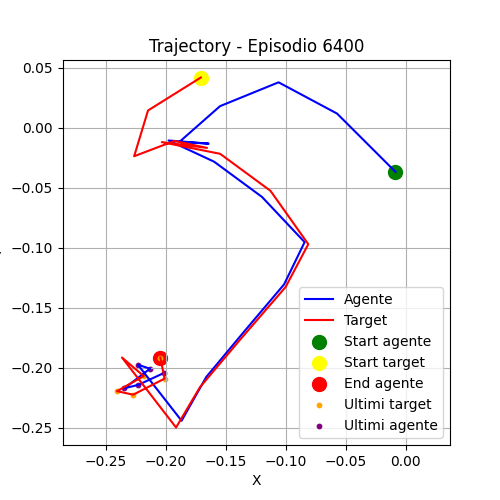 Trajectory - Episodio 6400
0.05
0.00
−0.05
−0.10
−0.15
−0.20
−0.25
Agente
Target
Start agente
Start target
End agente
Ultimi target
Ultimi agente
−0.25
−0.20
−0.15
−0.10
−0.05
0.00
X